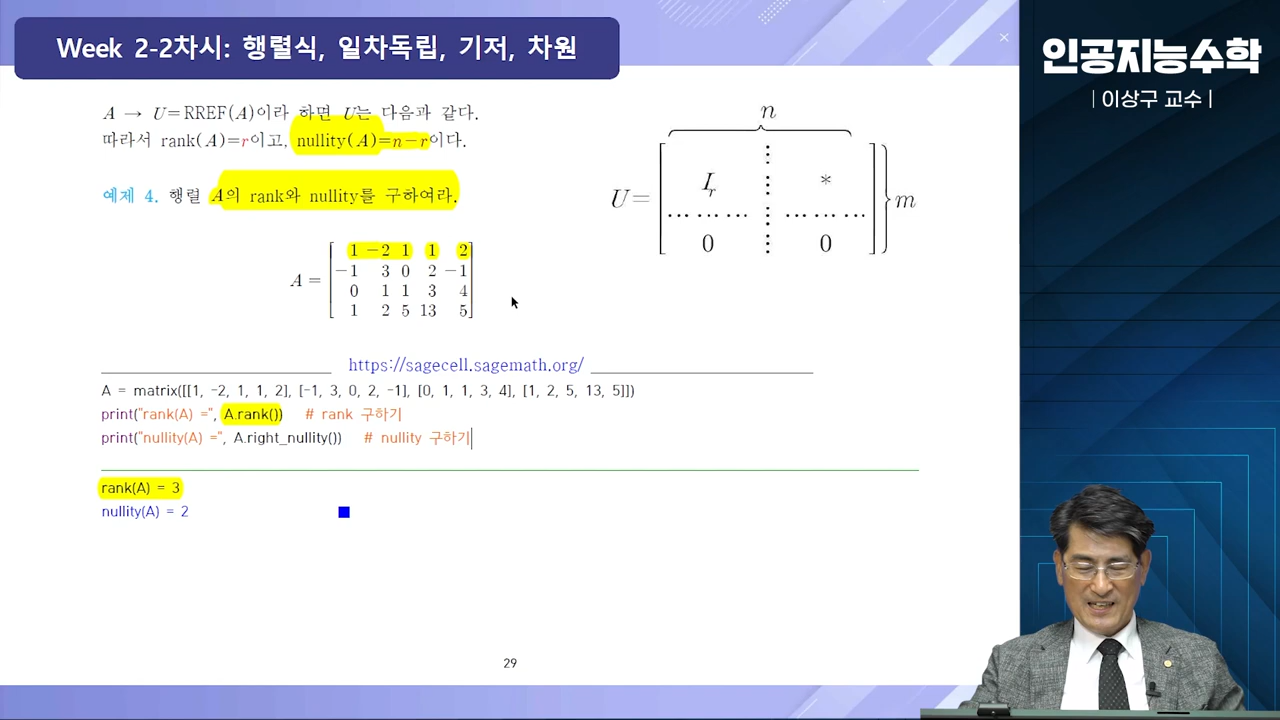 Week 2-2차시: 행렬식, 일차독립, 기저, 차원
인공지능수학
| 이상구 교수 |
A → U=RREF(A)이라 하면 U는 다음과 같다.
따라서 rank(A)=r이고, nullity(A)=n-r이다.
예제 4. 행렬 A의 rank와 nullity를 구하여라.
n
U= [ I_r ⋮ * ] m
… … … ⋮ … … …
0 ⋮ 0
A =
1 -2 1 1 2
-1 3 0 2 -1
0 1 1 3 4
1 2 5 13 5
https://sagecell.sagemath.org/
A = matrix([[1, -2, 1, 1, 2], [-1, 3, 0, 2, -1], [0, 1, 1, 3, 4], [1, 2, 5, 13, 5]])
print("rank(A) =", A.rank()) # rank 구하기
print("nullity(A) =", A.right_nullity()) # nullity 구하기
rank(A) = 3
nullity(A) = 2
29